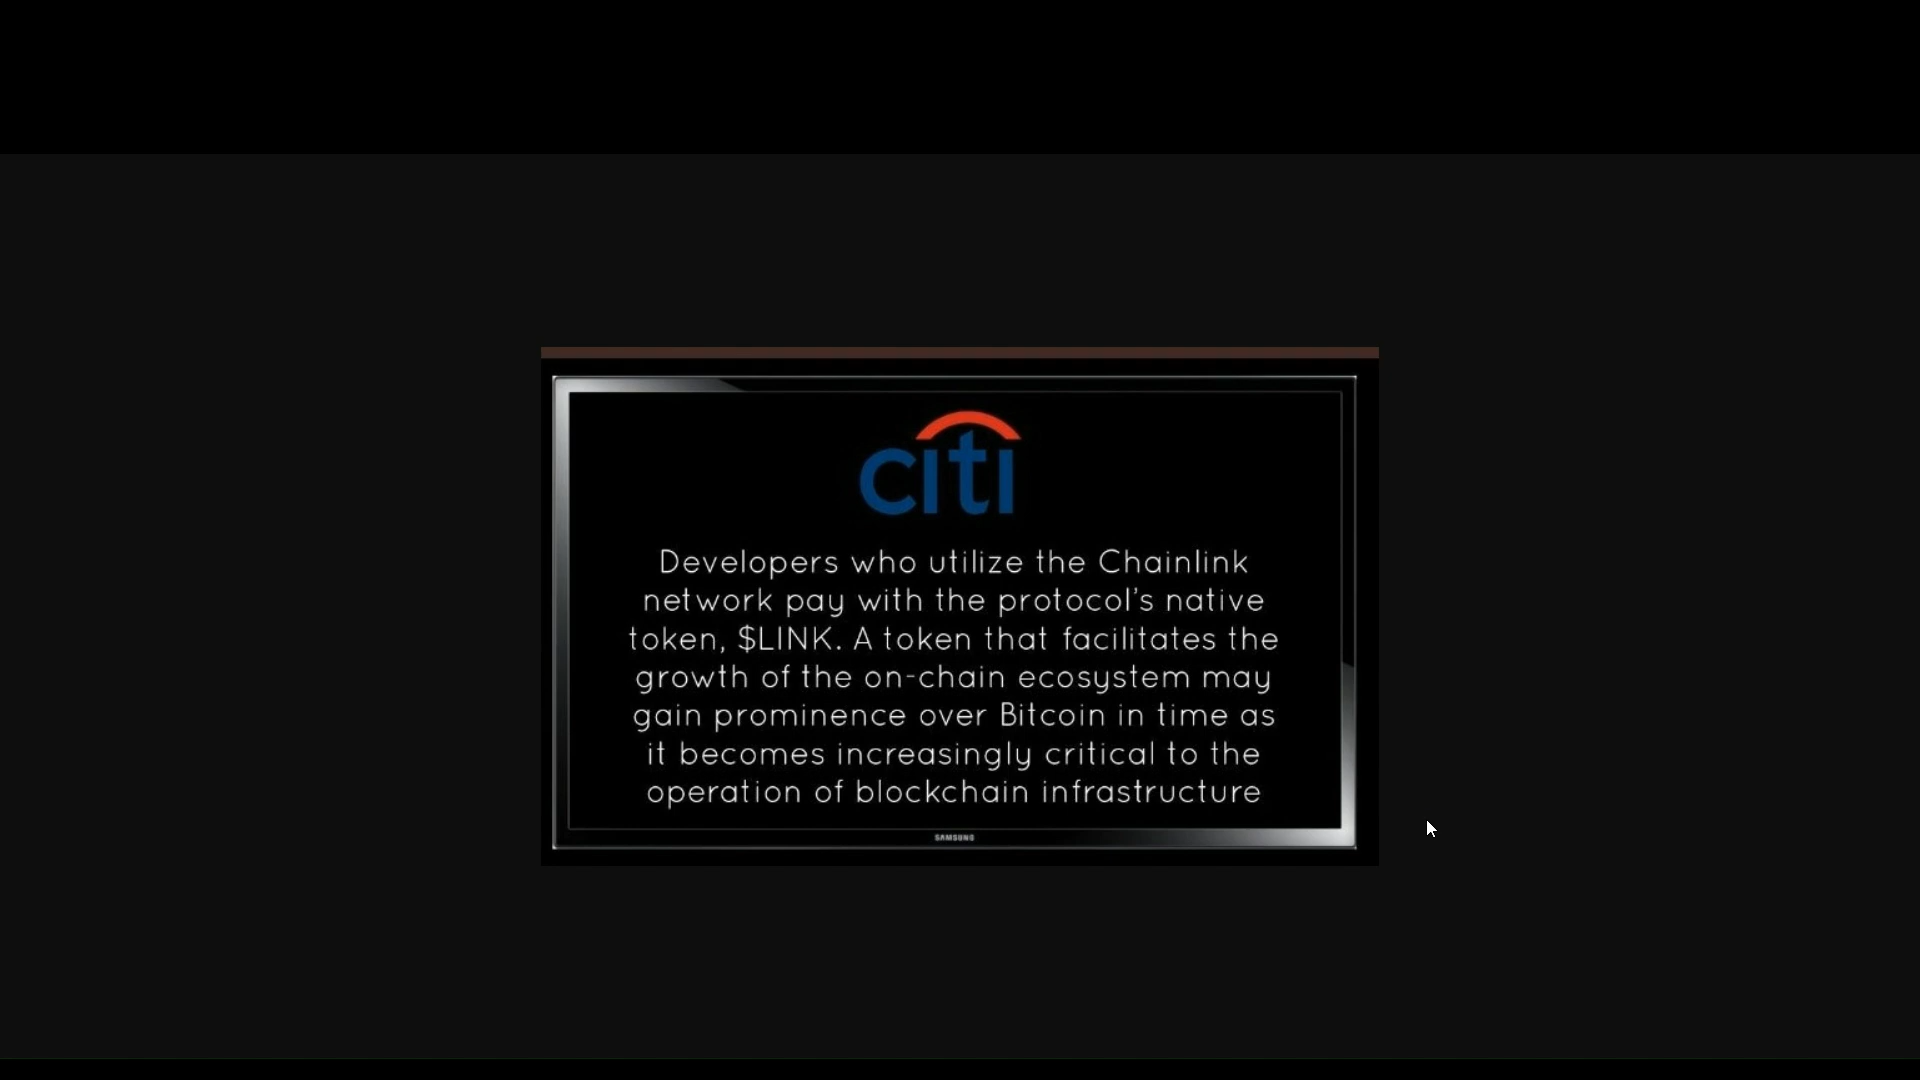 citi
Developers who utilize the Chainlink
network pay with the protocol's native
token, $LINK. A token that facilitates the
growth of the on-chain ecosystem may
gain prominence over Bitcoin in time as
it becomes increasingly critical to the
operation of blockchain infrastructure
SAMSUNG